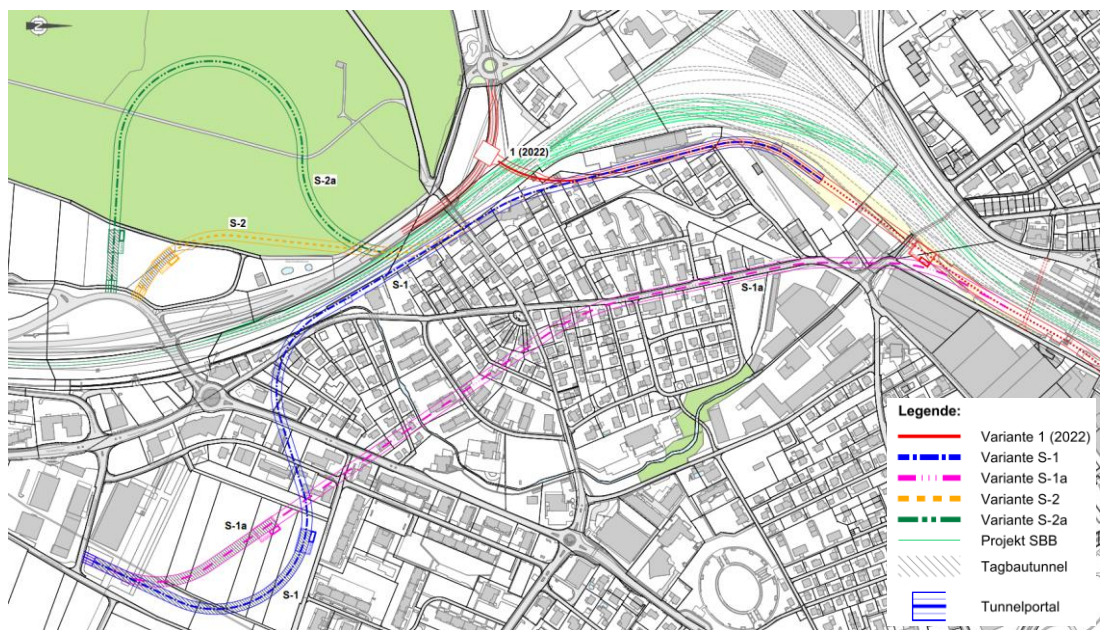 N
1 (2022)
S-2a
S-2
S-1
S-1a
S-1a
S-1
Legende:
Variante 1 (2022)
Variante S-1
Variante S-1a
Variante S-2
Variante S-2a
Projekt SBB
Tagbautunnel
Tunnelportal